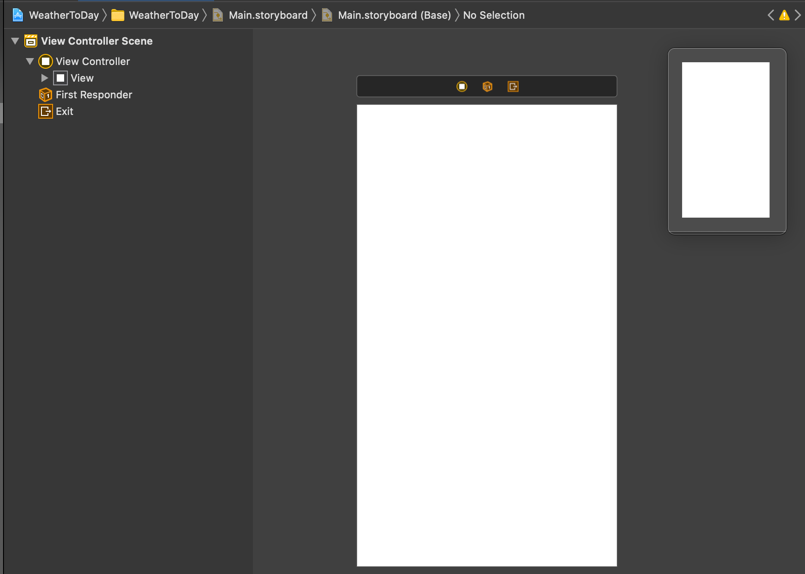 WeatherToDay WeatherToDay Main.storyboard Main.storyboard (Base) No Selection
View Controller Scene
View Controller
View
First Responder
Exit